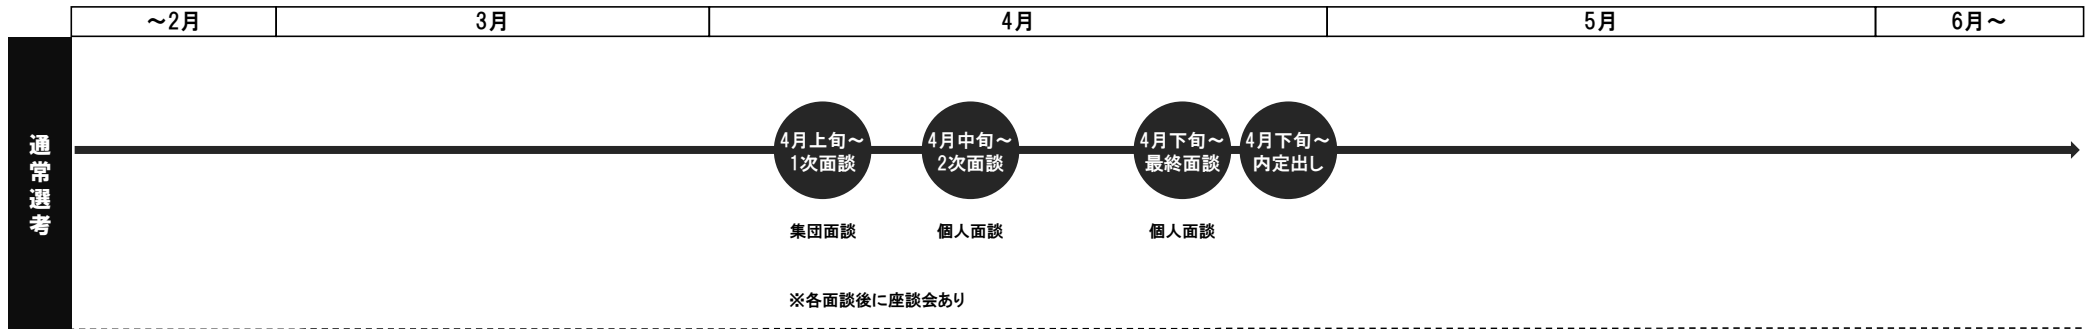 ～2月
3月
4月
5月
6月～
通常選考
4月上旬～
1次面談
4月中旬～
2次面談
4月下旬～
最終面談
4月下旬～
内定出し
集団面談
個人面談
個人面談
※各面談後に座談会あり